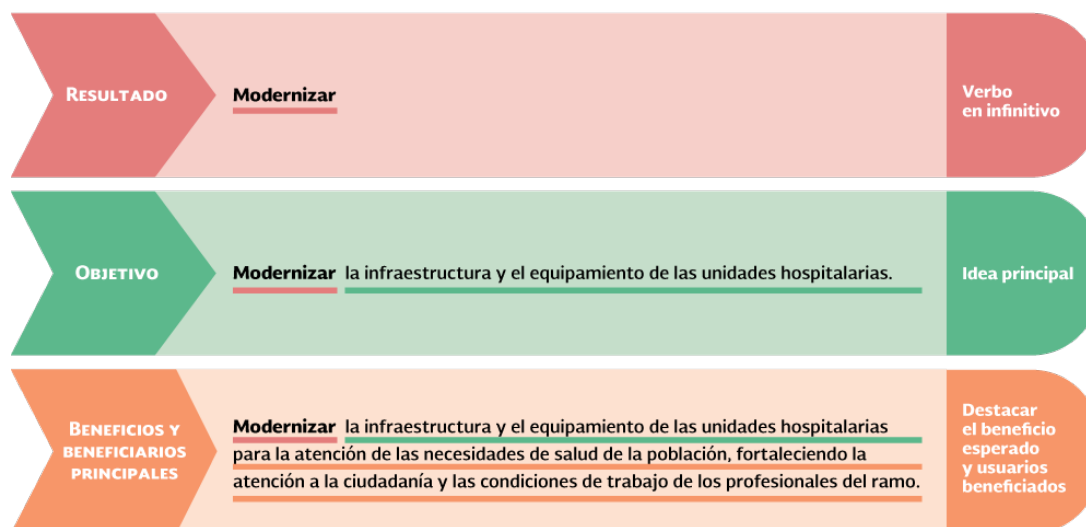 RESULTADO
Modernizar
Verbo
en infinitivo
OBJETIVO
Modernizar la infraestructura y el equipamiento de las unidades hospitalarias.
Idea principal
BENEFICIOS Y
BENEFICIARIOS
PRINCIPALES
Modernizar la infraestructura y el equipamiento de las unidades hospitalarias
para la atención de las necesidades de salud de la población, fortaleciendo la
atención a la ciudadanía y las condiciones de trabajo de los profesionales del ramo.
Destacar
el beneficio
esperado
y usuarios
beneficiados